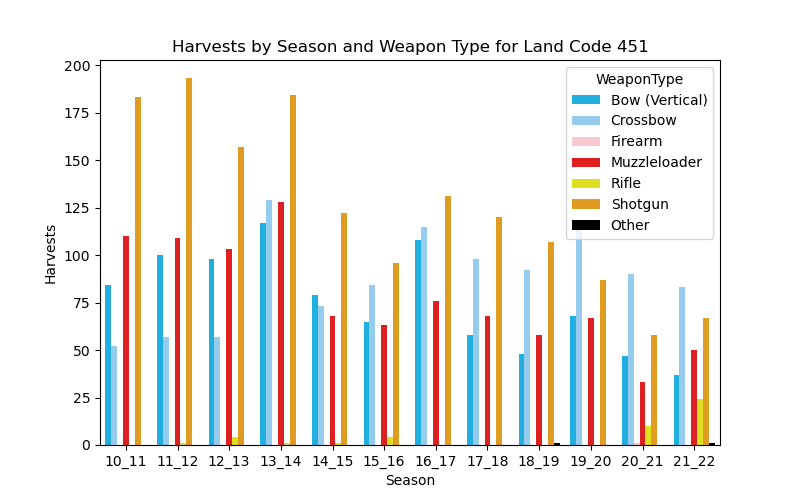 Harvests by Season and Weapon Type for Land Code 451
200
175
150
125
100
75
50
25
0
Harvests
WeaponType
Bow (Vertical)
Crossbow
Firearm
Muzzleloader
Rifle
Shotgun
Other
10_11 11_12 12_13 13_14 14_15 15_16 16_17 17_18 18_19 19_20 20_21 21_22
Season